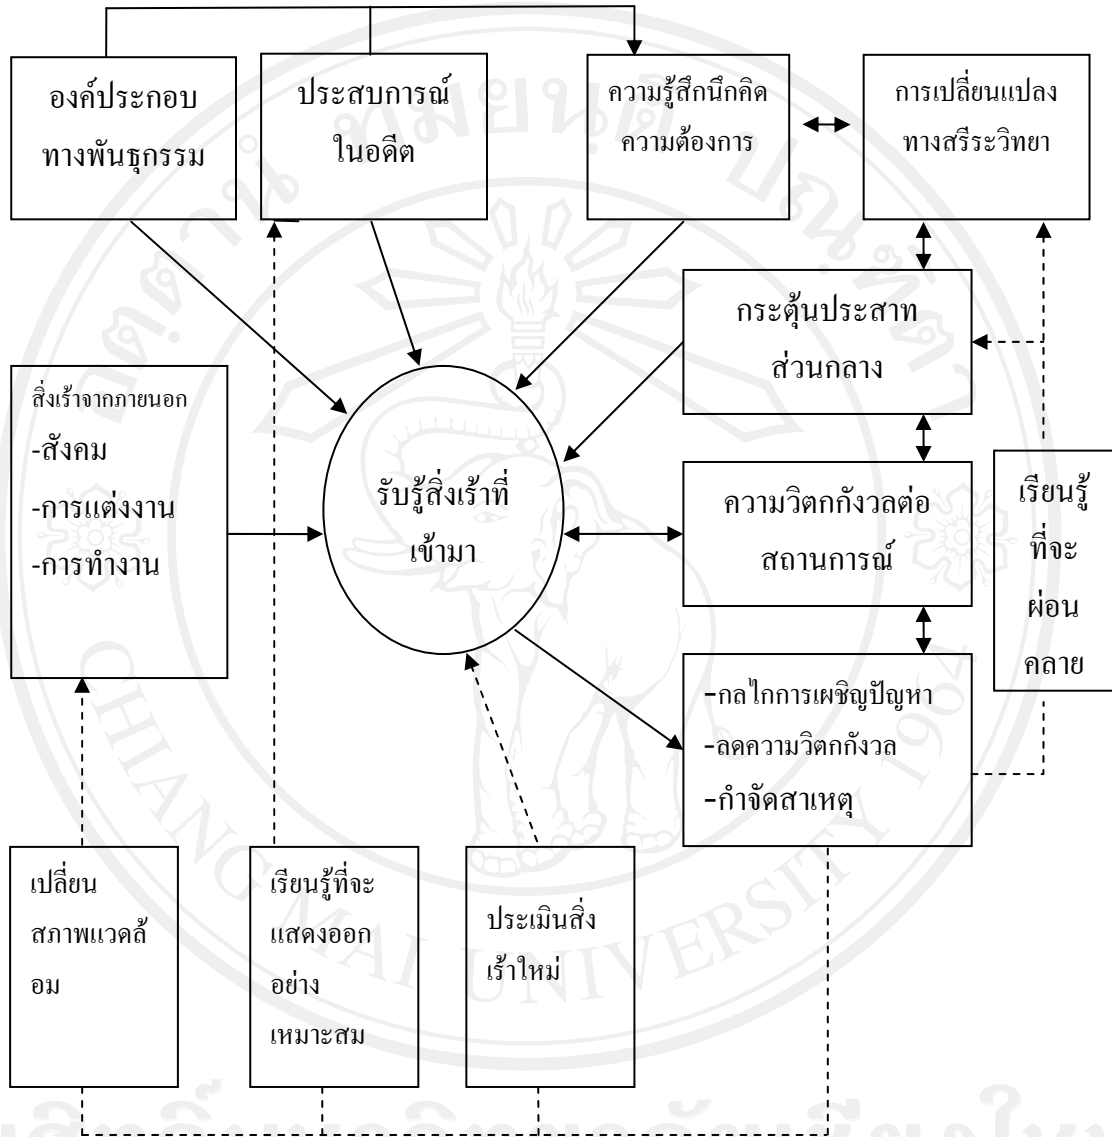 องค์ประกอบ
ทางพันธุกรรม
ประสบการณ์
ในอดีต
ความรู้สึกนึกคิด
ความต้องการ
การเปลี่ยนแปลง
ทางสรีระวิทยา
กระตุ้นประสาท
ส่วนกลาง
สิ่งเร้าจากภายนอก
-สังคม
-การแต่งงาน
-การทำงาน
รับรู้สิ่งเร้าที่
เข้ามา
ความวิตกกังวลต่อ
สถานการณ์
เรียนรู้
ที่จะ
ผ่อน
คลาย
-กลไกการเผชิญปัญหา
-ลดความวิตกกังวล
-กำจัดสาเหตุ
เปลี่ยน
สภาพแวดล้
อม
เรียนรู้ที่จะ
แสดงออก
อย่าง
เหมาะสม
ประเมินสิ่ง
เร้าใหม่
CHIANG MAI UNIVERSITY 1964